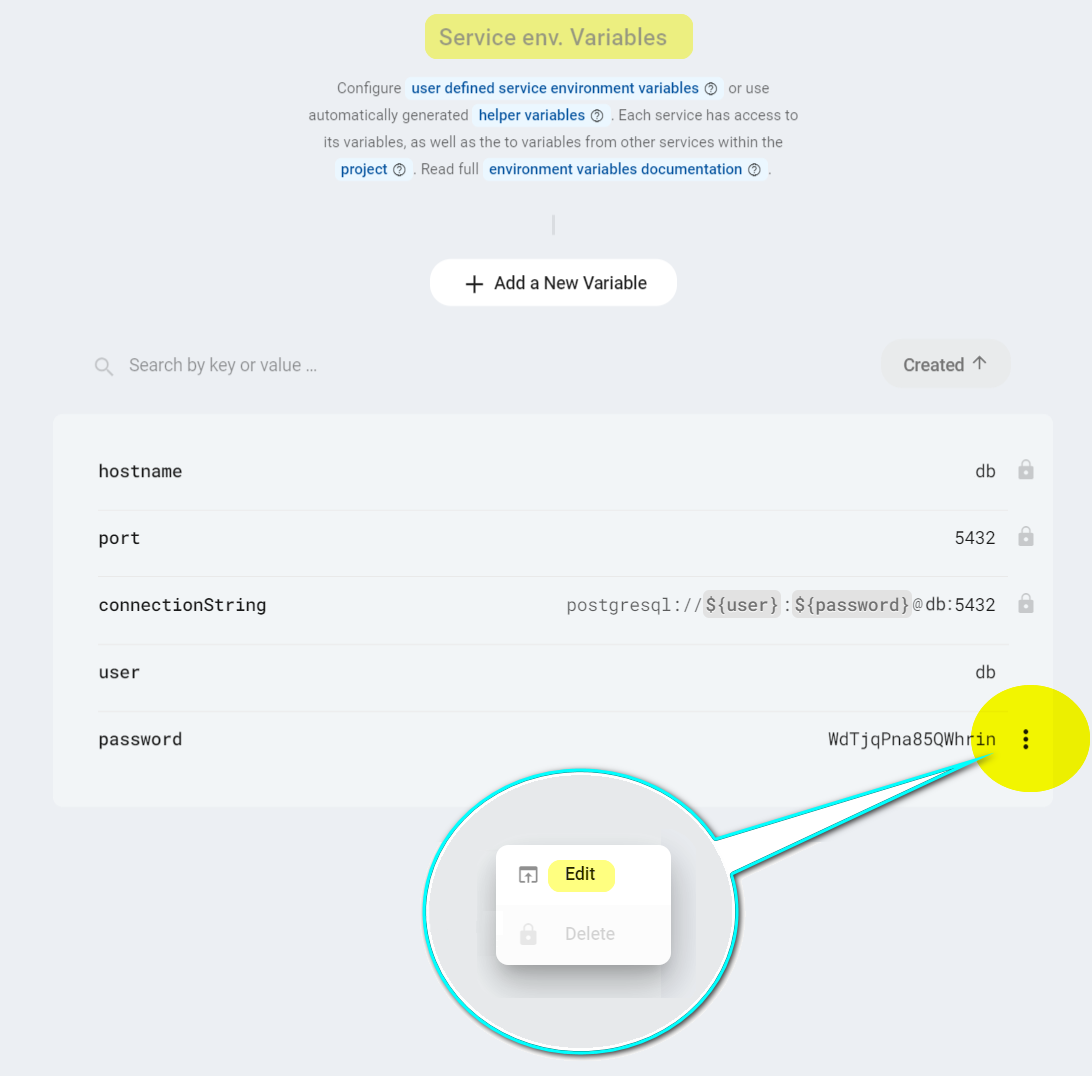 Service env. Variables
Configure user defined service environment variables or use
automatically generated helper variables . Each service has access to
its variables, as well as the to variables from other services within the
project . Read full environment variables documentation .
Add a New Variable
Search by key or value ...
Created
hostname db
port 5432
connectionString postgresql://${user}:${password}@db:5432
user db
password WdTjqPna85QWhrin
Edit
Delete